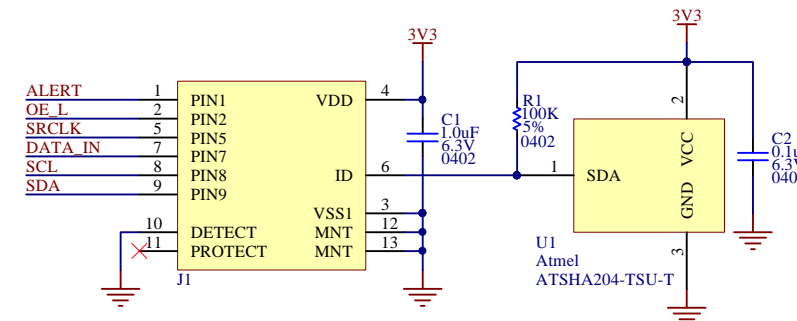 3V3
3V3
ALERT 1 PIN1 VDD 4
OE_L 2 PIN2
SRCLK 5 PIN5
DATA_IN 7 PIN7
SCL 8 PIN8 ID 6
SDA 9 PIN9
VSS1 3
10 DETECT MNT 12
11 PROTECT MNT 13
J1
C1
1.0uF
6.3V
0402
R1
100K
5%
0402
2
1 SDA
VCC
GND
3
C2
0.1u
6.3V
040
U1
Atmel
ATSHA204-TSU-T